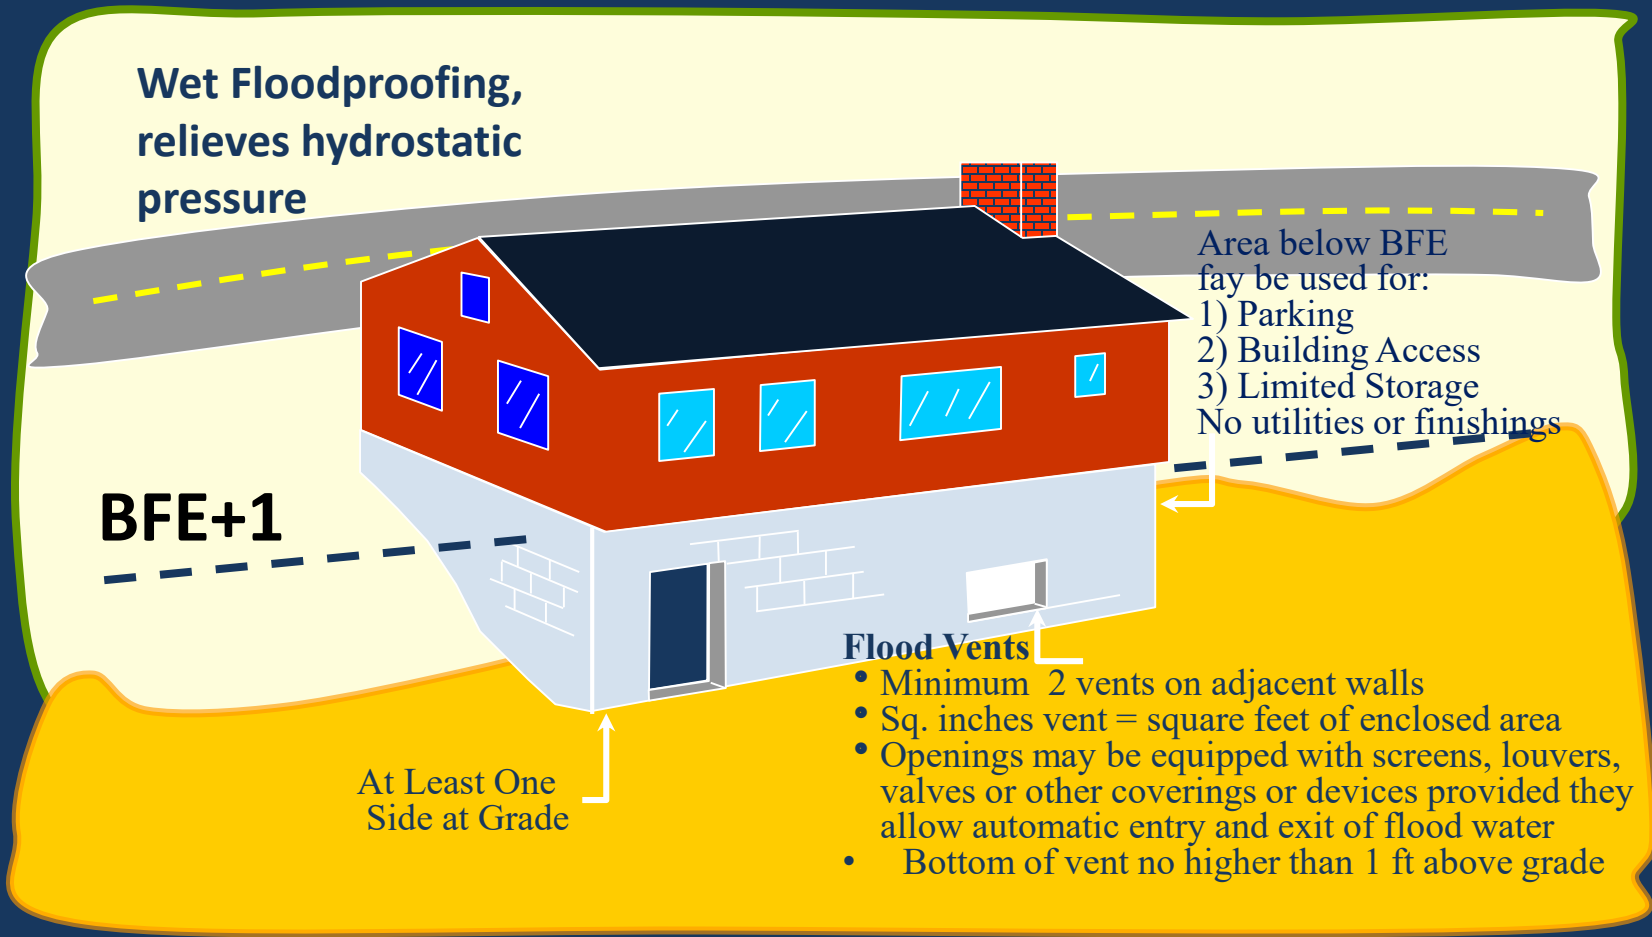 Wet Floodproofing,
relieves hydrostatic
pressure
Area below BFE
fay be used for:
1) Parking
2) Building Access
3) Limited Storage
No utilities or finishings
BFE+1
Flood Vents
• Minimum  2 vents on adjacent walls
• Sq. inches vent = square feet of enclosed area
• Openings may be equipped with screens, louvers,
valves or other coverings or devices provided they
allow automatic entry and exit of flood water
• Bottom of vent no higher than 1 ft above grade
At Least One
Side at Grade